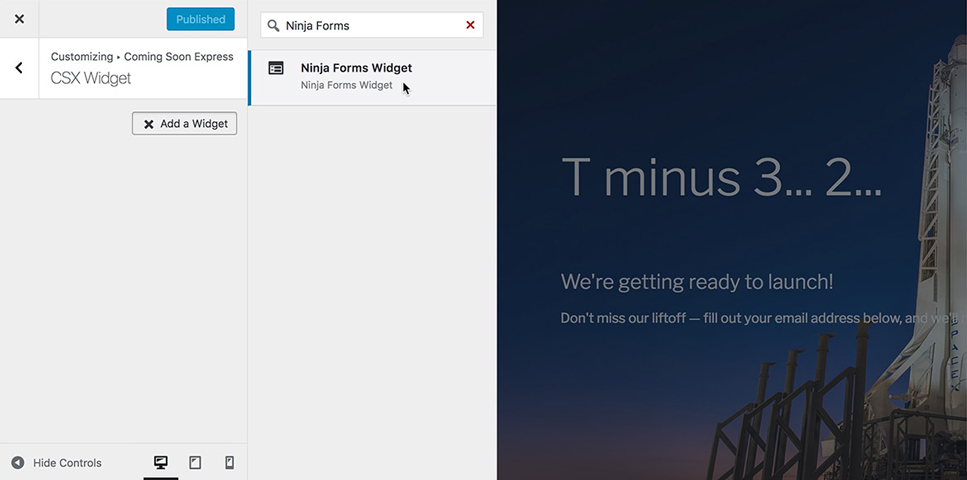 Published
Customizing ▸ Coming Soon Express
CSX Widget
Add a Widget
Hide Controls
Ninja Forms
Ninja Forms Widget
Ninja Forms Widget
T minus 3... 2...
We're getting ready to launch!
Don't miss our liftoff — fill out your email address below, and we'll